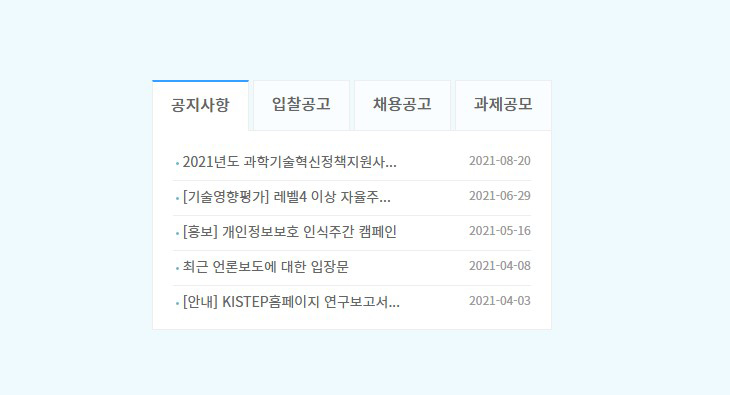 공지사항 입찰공고 채용공고 과제공모
2021년도 과학기술혁신정책지원사... 2021-08-20
[기술영향평가] 레벨4 이상 자율주... 2021-06-29
[홍보] 개인정보보호 인식주간 캠페인 2021-05-16
최근 언론보도에 대한 입장문 2021-04-08
[안내] KISTEP홈페이지 연구보고서... 2021-04-03